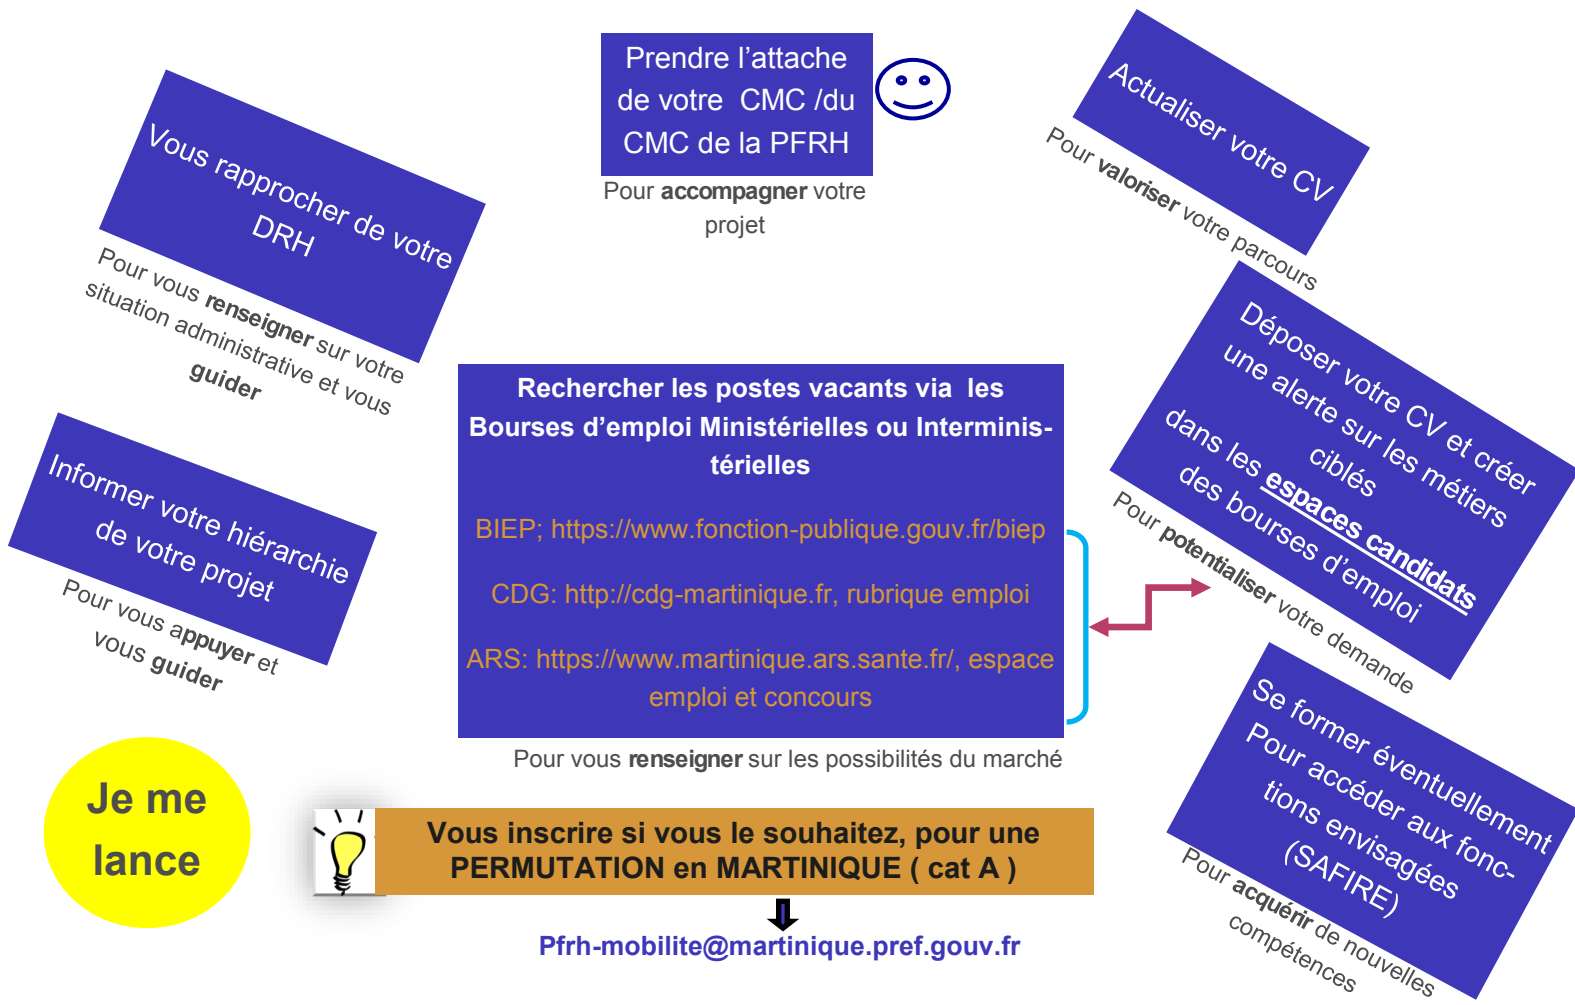 Prendre l’attache
de votre  CMC /du
CMC de la PFRH
Pour accompagner votre
projet
Actualiser votre CV
Pour valoriser votre parcours
Vous rapprocher de votre
DRH
Pour vous renseigner sur votre
situation administrative et vous
guider
Déposer votre CV et créer
une alerte sur les métiers
ciblés
dans les espaces candidats
des bourses d’emploi
Pour potentialiser votre demande
Informer votre hiérarchie
de votre projet
Pour vous appuyer et
vous guider
Rechercher les postes vacants via  les
Bourses d’emploi Ministérielles ou Interminis-
térielles
BIEP; https://www.fonction-publique.gouv.fr/biep
CDG: http://cdg-martinique.fr, rubrique emploi
ARS: https://www.martinique.ars.sante.fr/, espace
emploi et concours
Pour vous renseigner sur les possibilités du marché
Se former éventuellement
Pour accéder aux fonc-
tions envisagées
(SAFIRE)
Pour acquérir de nouvelles
compétences
Je me
lance
Vous inscrire si vous le souhaitez, pour une
PERMUTATION en MARTINIQUE ( cat A )
Pfrh-mobilite@martinique.pref.gouv.fr